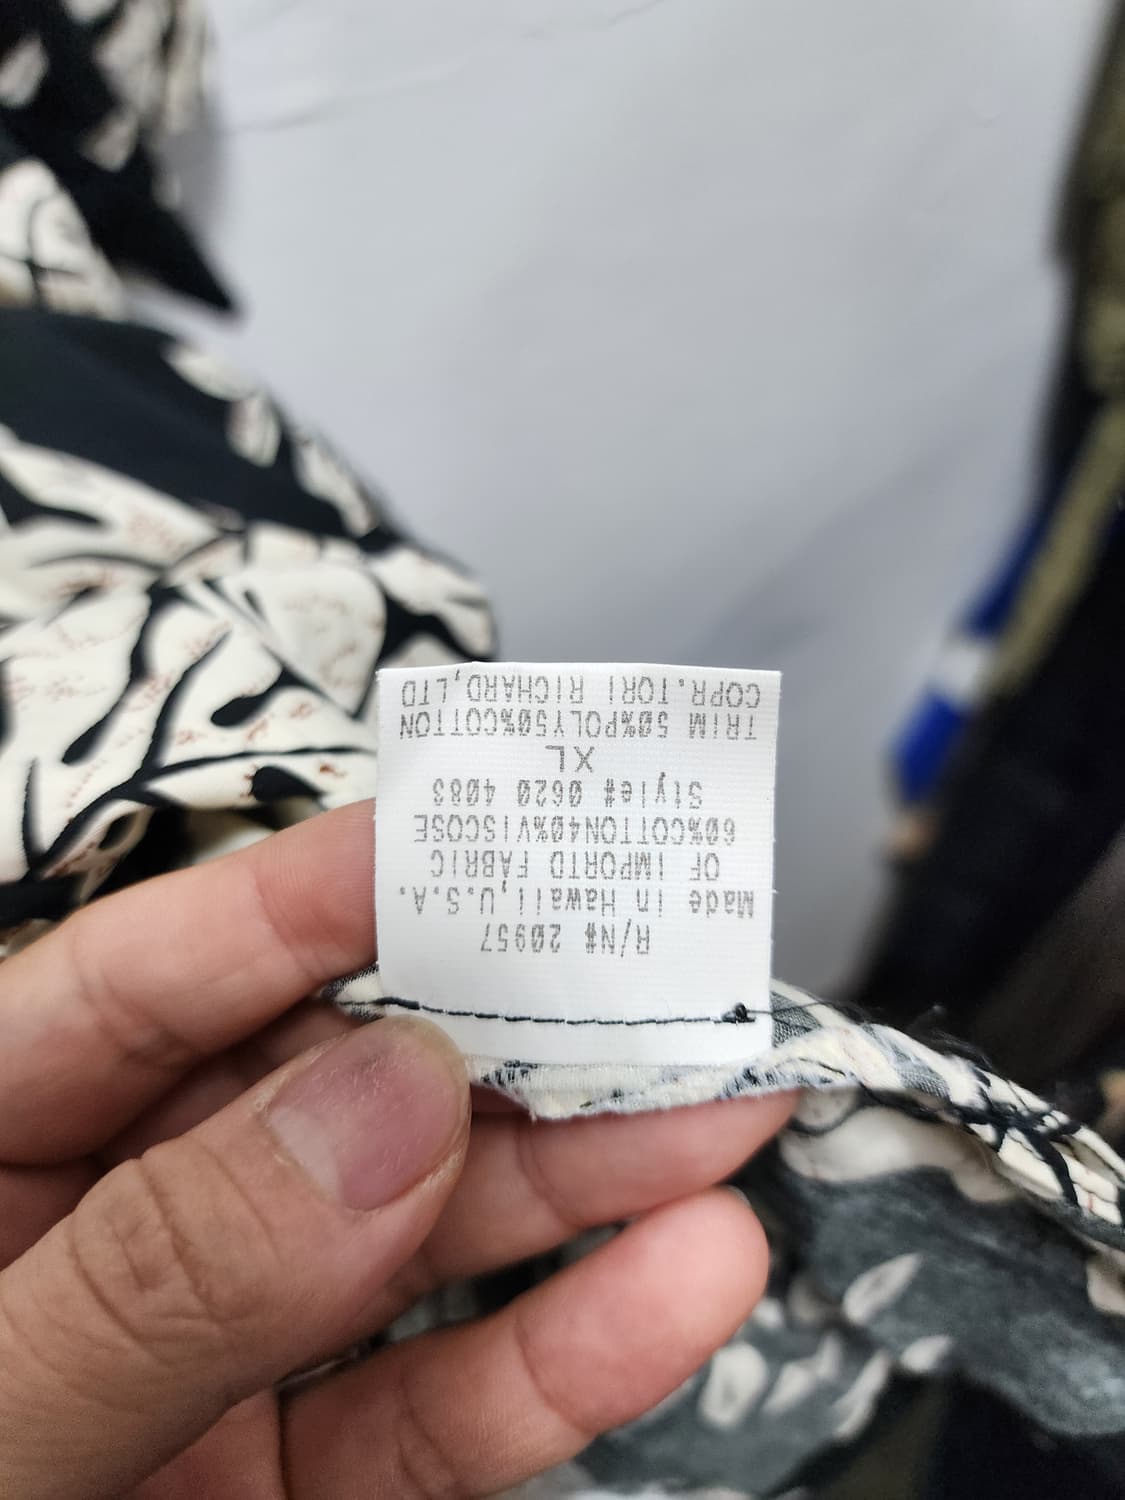 R/N# 20957
Made in Hawaii,U.S.A.
OF IMPORTD FABRIC
60%COTTON40%VISCOSE
Style# 0620 4083
XL
TRIM 50%POLY50%COTTON
COPR.TORI RICHARD,LTD